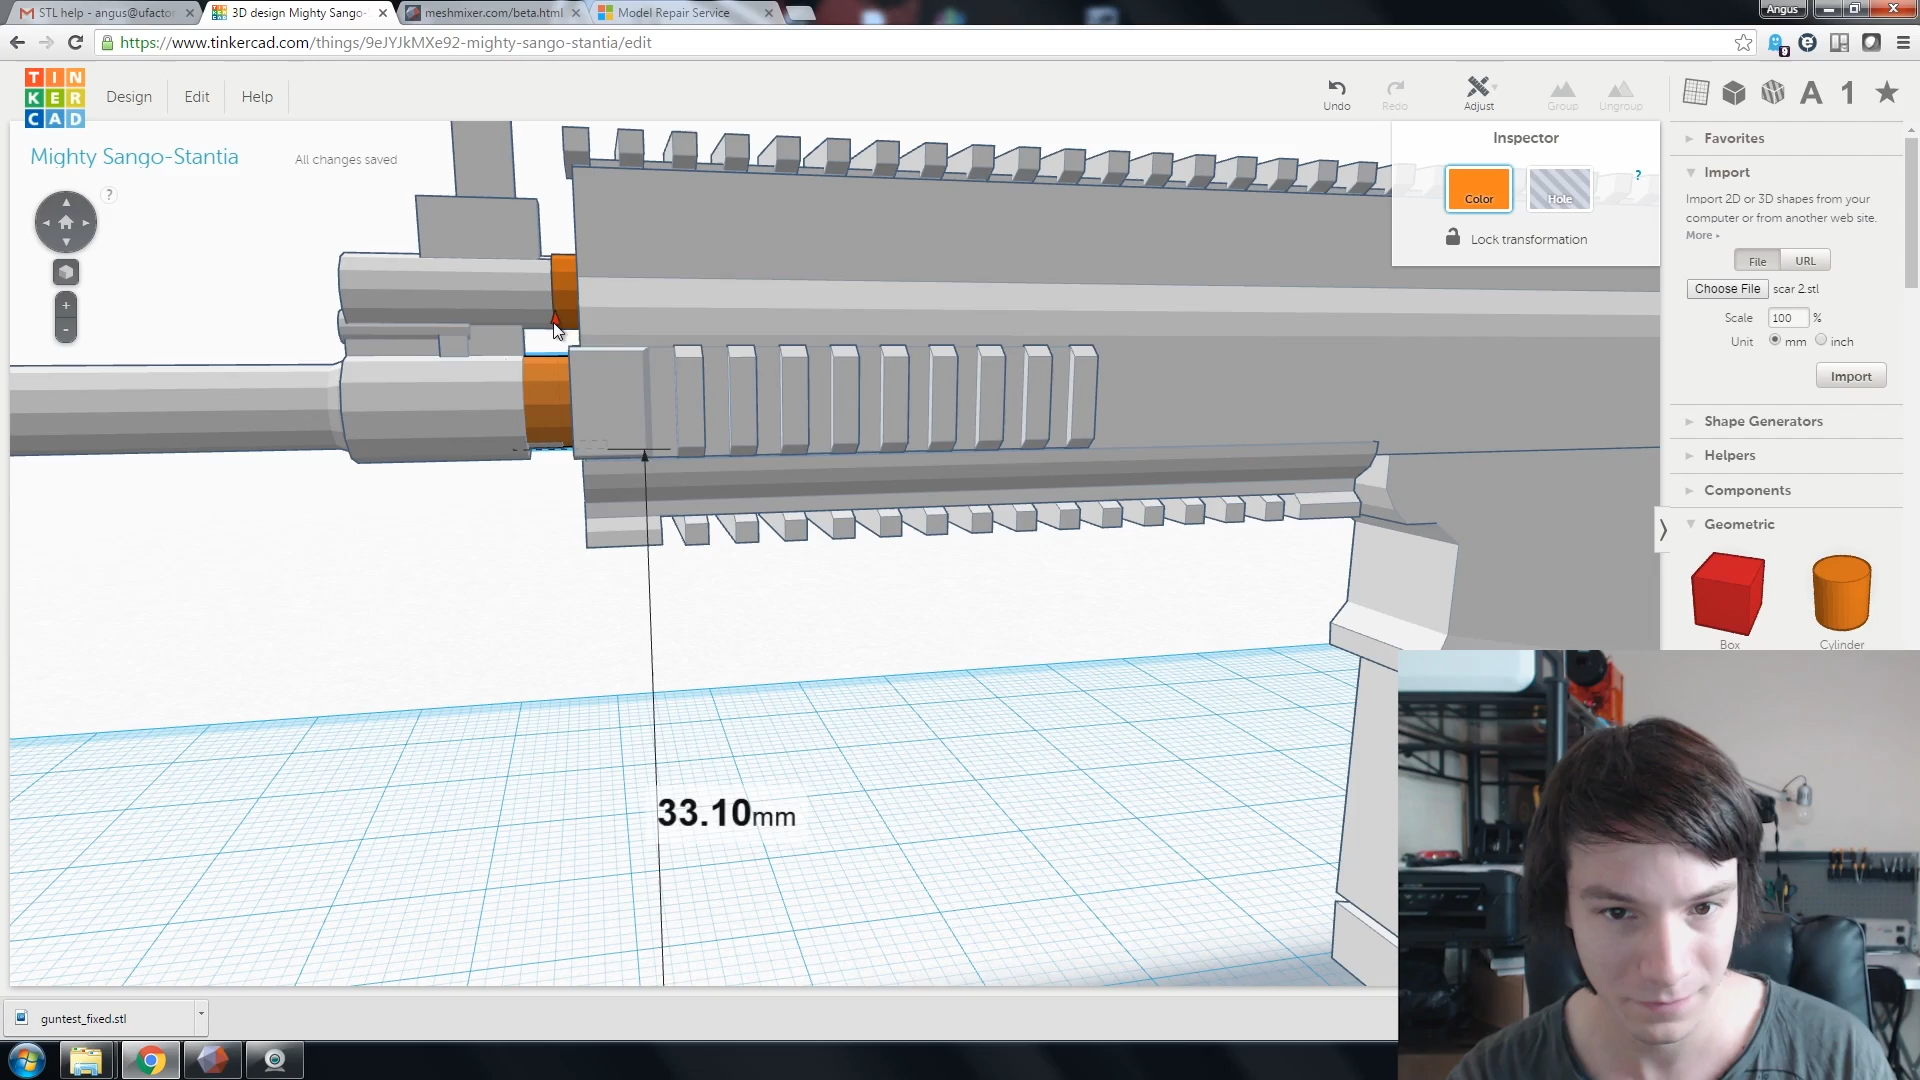 STL help - angus@ufacto
3D design Mighty Sango-
meshmixer.com/beta.html
Model Repair Service
Angus
https://www.tinkercad.com/things/9eJYJkMXe92-mighty-sango-stantia/edit
9
TIN
KER
CAD
Design
Edit
Help
Undo
Redo
Adjust
Group
Ungroup
A
1
Mighty Sango-Stantia
All changes saved
?
Inspector
Color
Hole
?
Lock transformation
Favorites
Import
Import 2D or 3D shapes from your
computer or from another web site.
More
File
URL
Choose File
scar 2.stl
Scale
100
%
Unit
mm
inch
Import
Shape Generators
Helpers
Components
Geometric
Box
Cylinder
33.10mm
guntest_fixed.stl